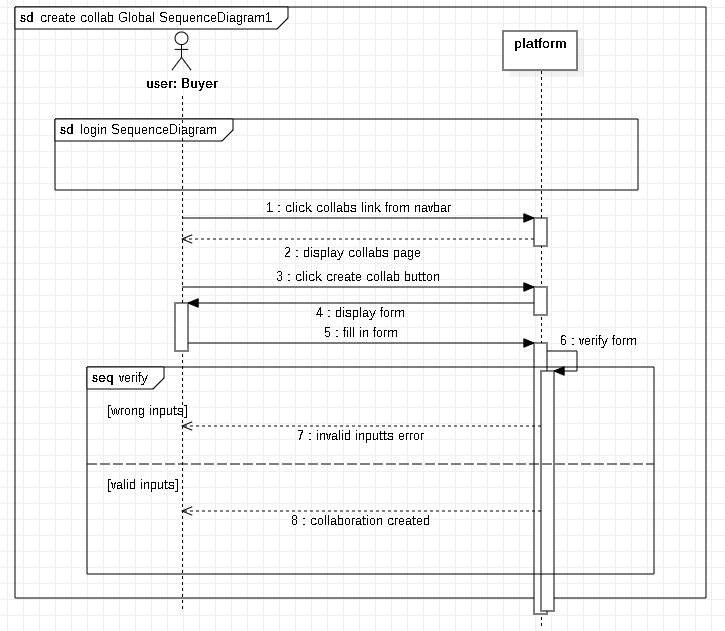 sd create collab Global SequenceDiagram1
platform
user: Buyer
sd login SequenceDiagram
1 : click collabs link from navbar
2 : display collabs page
3 : click create collab button
4 : display form
5 : fill in form
6 : verify form
seq verify
[wrong inputs]
7 : invalid inputts error
[valid inputs]
8 : collaboration created